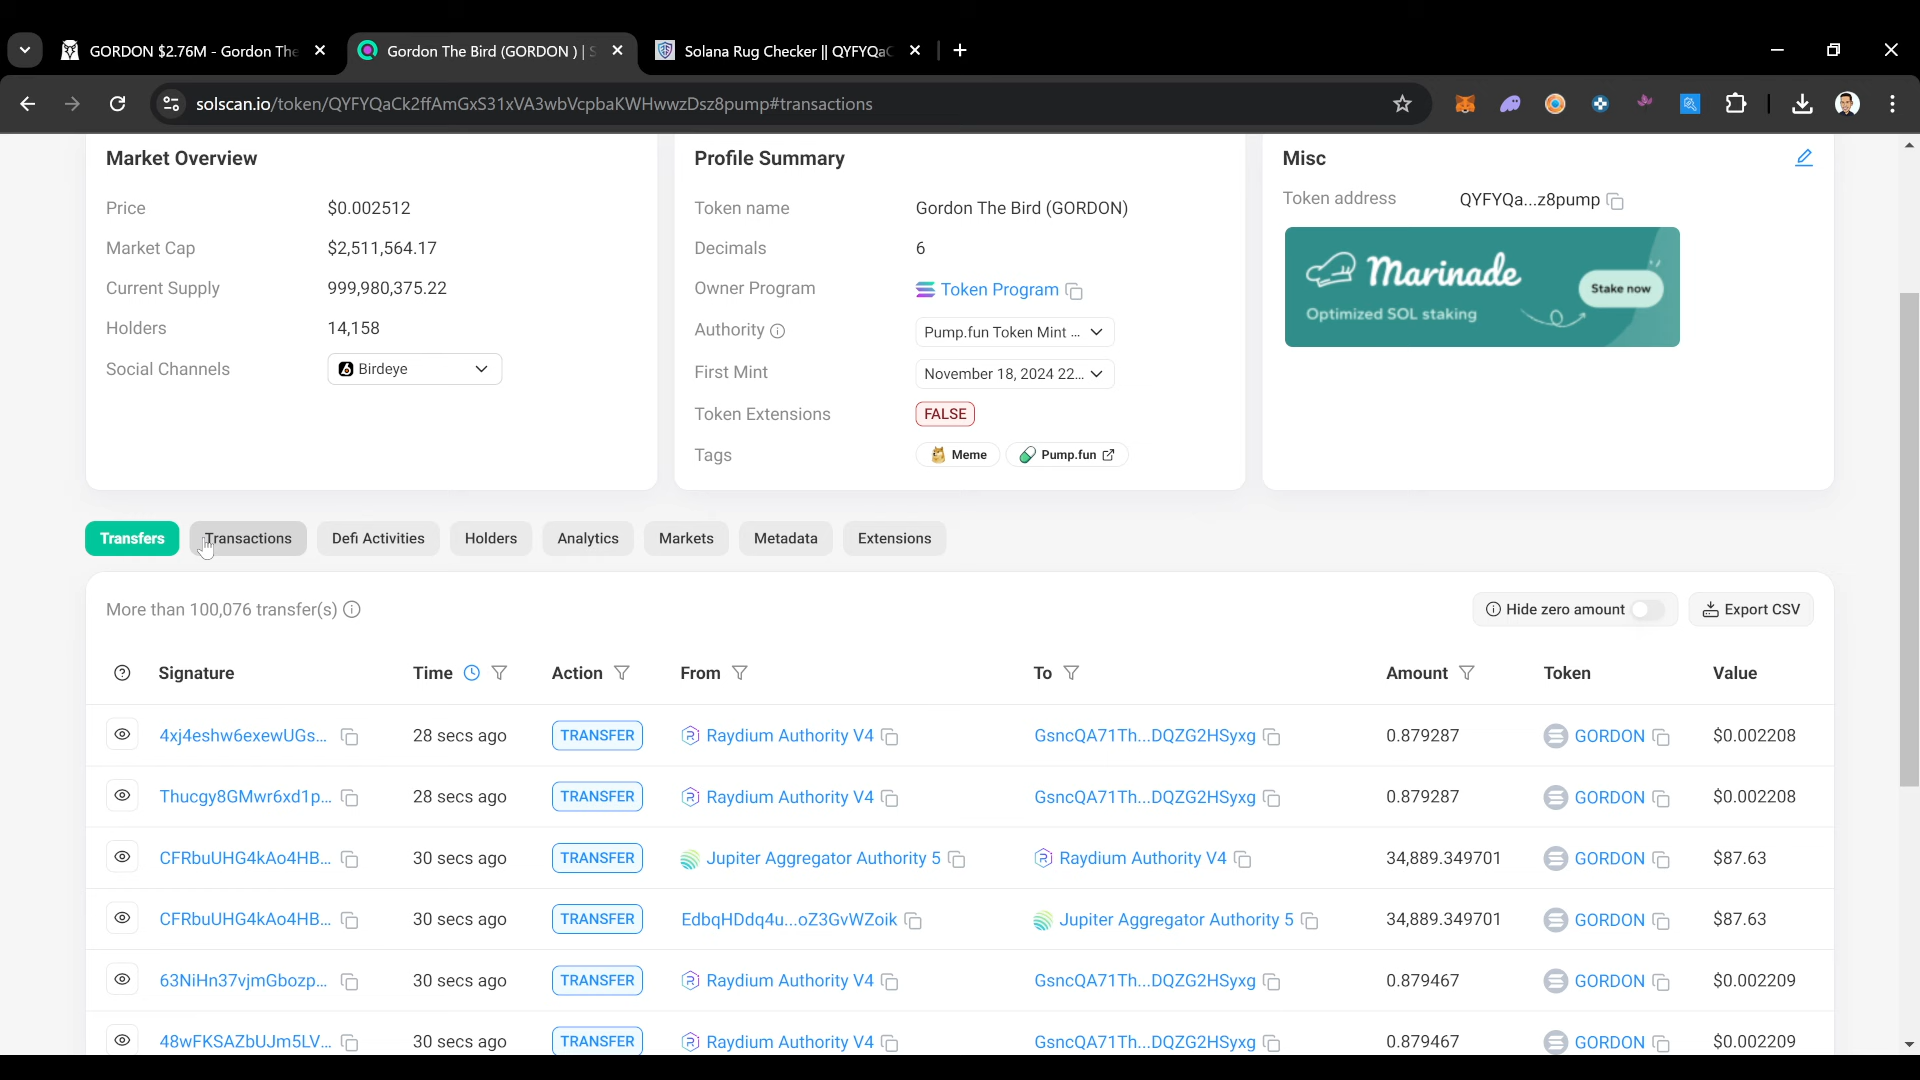 GORDON $2.76M - Gordon The
Gordon The Bird (GORDON ) | S
Solana Rug Checker || QYFYQaC
solscan.io/token/QYFYQaCk2ffAmGxS31xVA3wbVcpbaKWHwwzDsz8pump#transactions
Market Overview
Price $0.002512
Market Cap $2,511,564.17
Current Supply 999,980,375.22
Holders 14,158
Social Channels Birdeye
Profile Summary
Token name Gordon The Bird (GORDON)
Decimals 6
Owner Program Token Program
Authority Pump.fun Token Mint ...
First Mint November 18, 2024 22...
Token Extensions FALSE
Tags Meme Pump.fun
Misc
Token address QYFYQa...z8pump
Marinade
Optimized SOL staking
Stake now
Transfers Transactions Defi Activities Holders Analytics Markets Metadata Extensions
More than 100,076 transfer(s) Hide zero amount Export CSV
Signature Time Action From To Amount Token Value
4xj4eshw6exewUGs... 28 secs ago TRANSFER Raydium Authority V4 GsncQA71Th...DQZG2HSyxg 0.879287 GORDON $0.002208
Thucgy8GMwr6xd1p... 28 secs ago TRANSFER Raydium Authority V4 GsncQA71Th...DQZG2HSyxg 0.879287 GORDON $0.002208
CFRbuUHG4kAo4HB... 30 secs ago TRANSFER Jupiter Aggregator Authority 5 Raydium Authority V4 34,889.349701 GORDON $87.63
CFRbuUHG4kAo4HB... 30 secs ago TRANSFER EdbqHDdq4u...oZ3GvWZoik Jupiter Aggregator Authority 5 34,889.349701 GORDON $87.63
63NiHn37vjmGbozp... 30 secs ago TRANSFER Raydium Authority V4 GsncQA71Th...DQZG2HSyxg 0.879467 GORDON $0.002209
48wFKSAZbUJm5LV... 30 secs ago TRANSFER Raydium Authority V4 GsncQA71Th...DQZG2HSyxg 0.879467 GORDON $0.002209